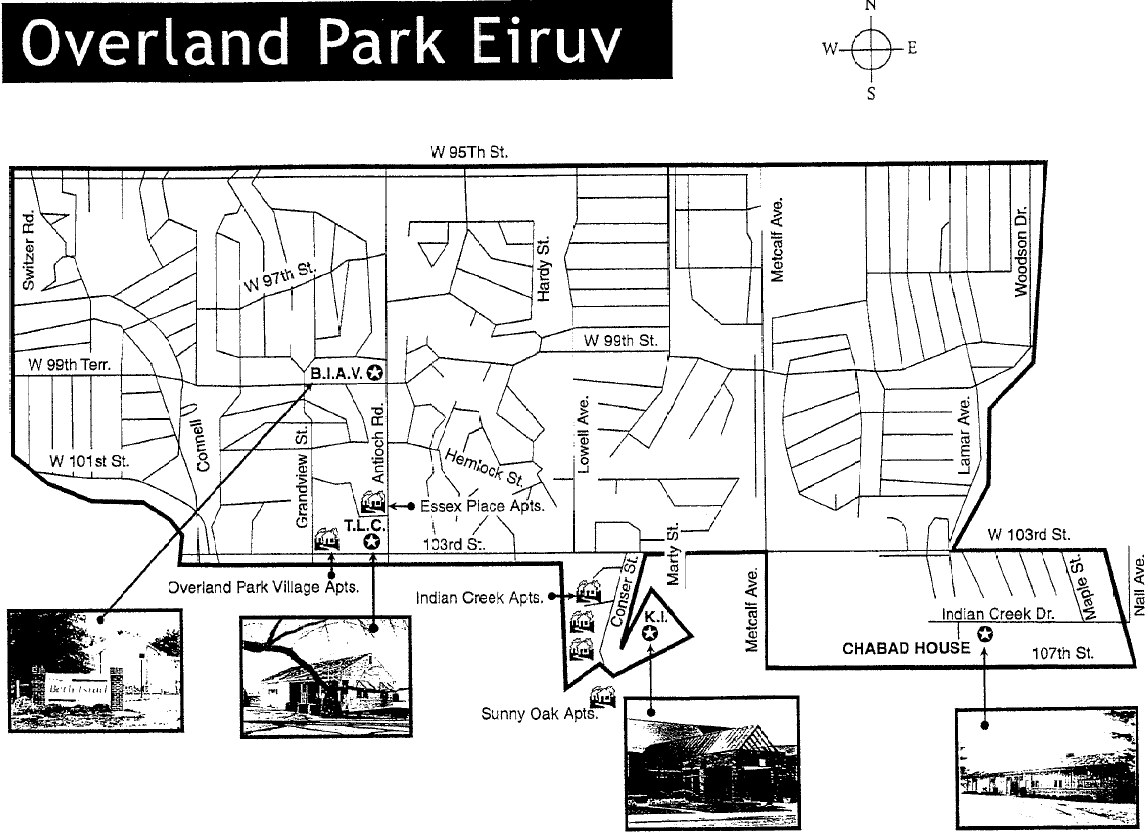 Overland Park Eiruv
N
W
E
S
W 95Th St.
Switzer Rd.
W 97th St.
Hardy St.
Metcalf Ave.
Woodson Dr.
W 99th St.
W 99th Terr.
B.I.A.V.
Connell
Grandview St.
Antioch Rd.
Hemlock St.
Lowell Ave.
Lamar Ave.
W 101st St.
Essex Place Apts.
T.L.C.
103rd St.
Marty St.
W 103rd St.
Overland Park Village Apts.
Indian Creek Apts.
Conser St.
K.I.
Metcalf Ave.
Maple St.
Nall Ave.
Indian Creek Dr.
CHABAD HOUSE
107th St.
Sunny Oak Apts.
Beth Israel